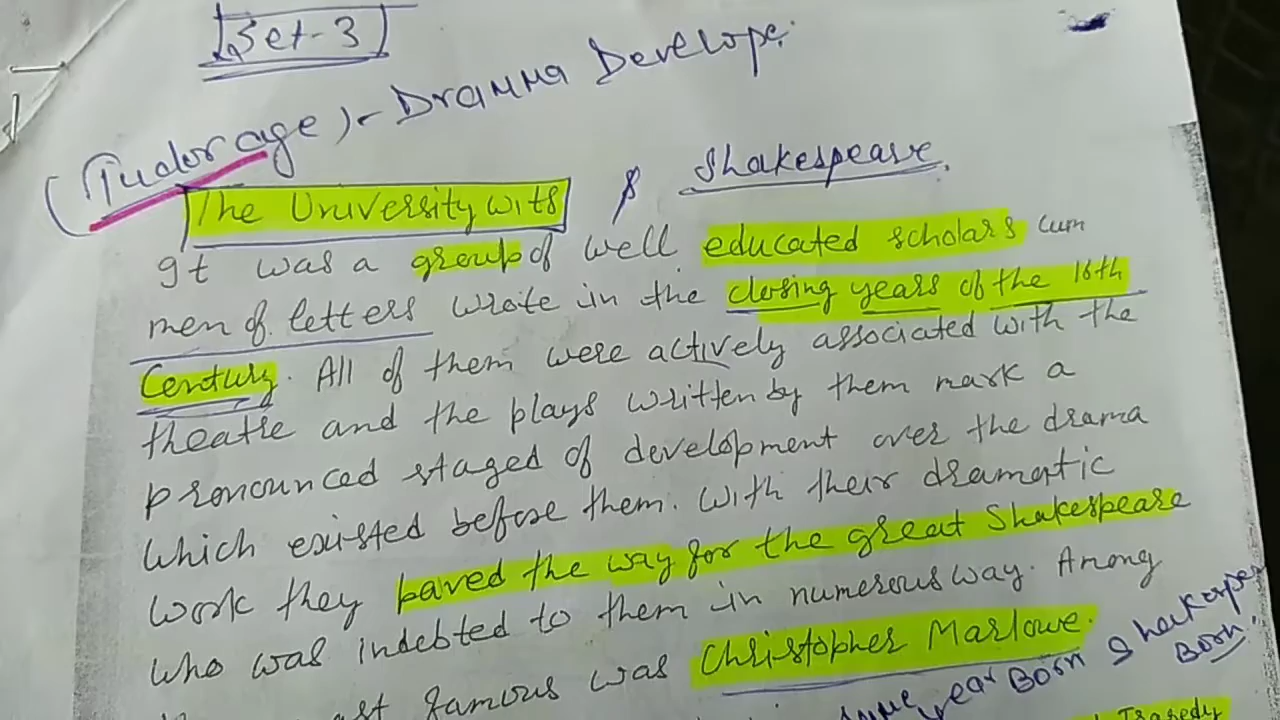 Set-3
(Tudor age) :- Dramma Develope.
The University wits & Shakespeare.
It was a group of well educated scholars cum
men of letters wrote in the closing years of the 16th
Century. All of them were actively associated with the
theatre and the plays written by them mark a
pronounced staged of development over the drama
which existed before them. With their dramatic
work they paved the way for the great Shakespeare
who was indebted to them in numerous way. Among
famous was Christopher Marlowe.
year Born Shakespeare
Born.
Tragedy